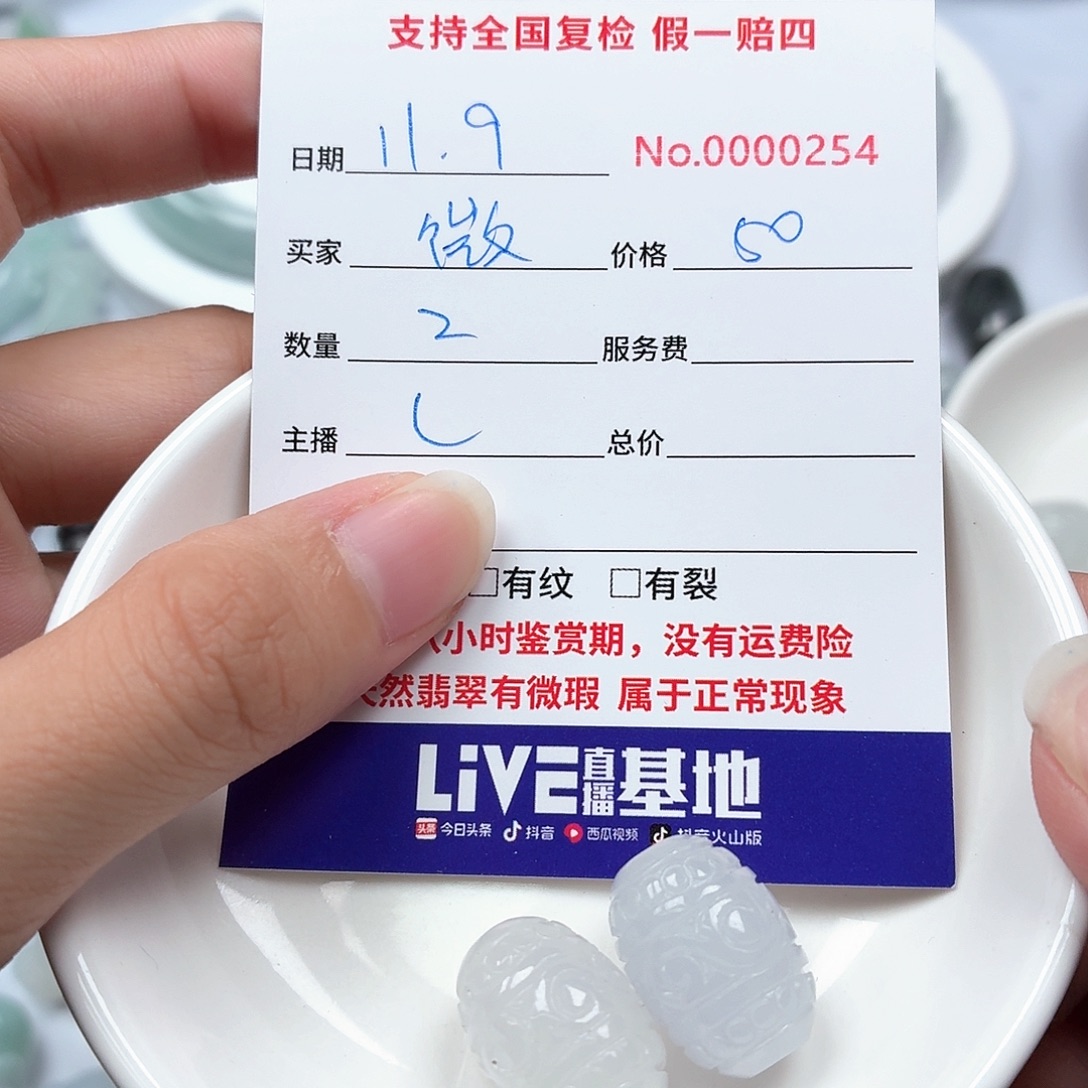 支持全国复检 假一赔四
日期 11.9 No.0000254
买家 微 价格 50
数量 2 服务费
主播 L 总价
□有纹 □有裂
小时鉴赏期，没有运费险
然翡翠有微瑕 属于正常现象
LiVE直播基地
头条 今日头条 抖音 西瓜视频 抖音火山版